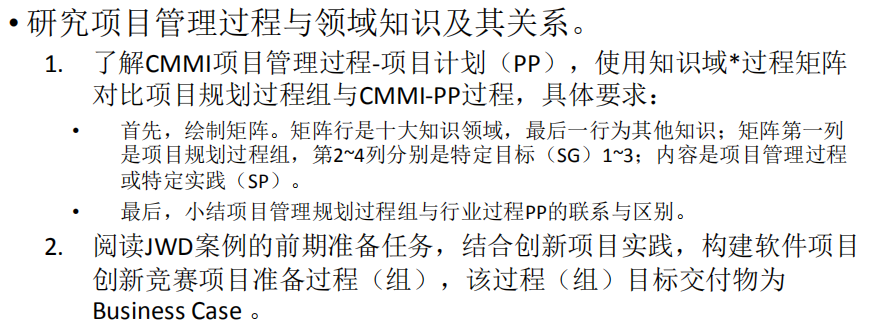 • 研究项目管理过程与领域知识及其关系。
1. 了解CMMI项目管理过程-项目计划（PP），使用知识域*过程矩阵
对比项目规划过程组与CMMI-PP过程，具体要求：
• 首先，绘制矩阵。矩阵行是十大知识领域，最后一行为其他知识；矩阵第一列
是项目规划过程组，第2~4列分别是特定目标（SG）1~3；内容是项目管理过程
或特定实践（SP）。
• 最后，小结项目管理规划过程组与行业过程PP的联系与区别。
2. 阅读JWD案例的前期准备任务，结合创新项目实践，构建软件项目
创新竞赛项目准备过程（组），该过程（组）目标交付物为
Business Case 。